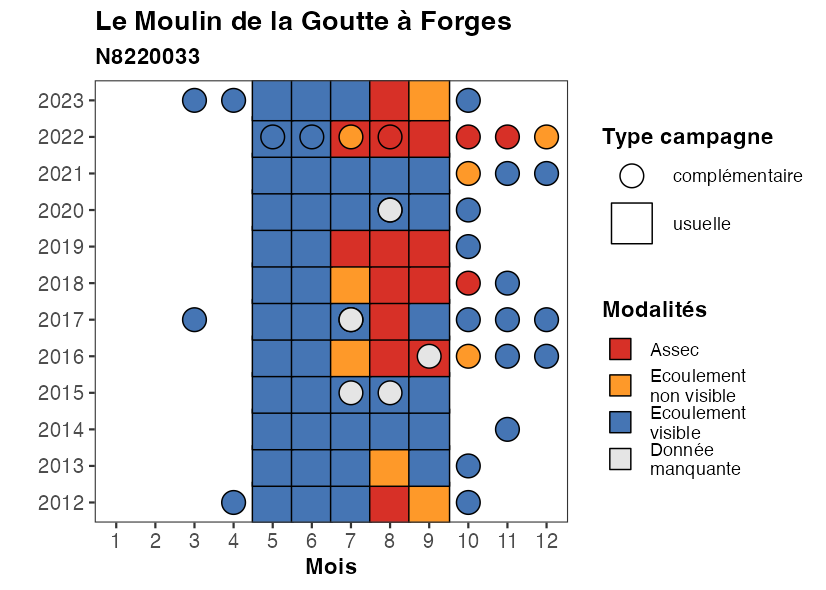 Le Moulin de la Goutte à Forges
N8220033
2023
2022
2021
2020
2019
2018
2017
2016
2015
2014
2013
2012
1 2 3 4 5 6 7 8 9 10 11 12
Mois
Type campagne
complémentaire
usuelle
Modalités
Assec
Ecoulement
non visible
Ecoulement
visible
Donnée
manquante